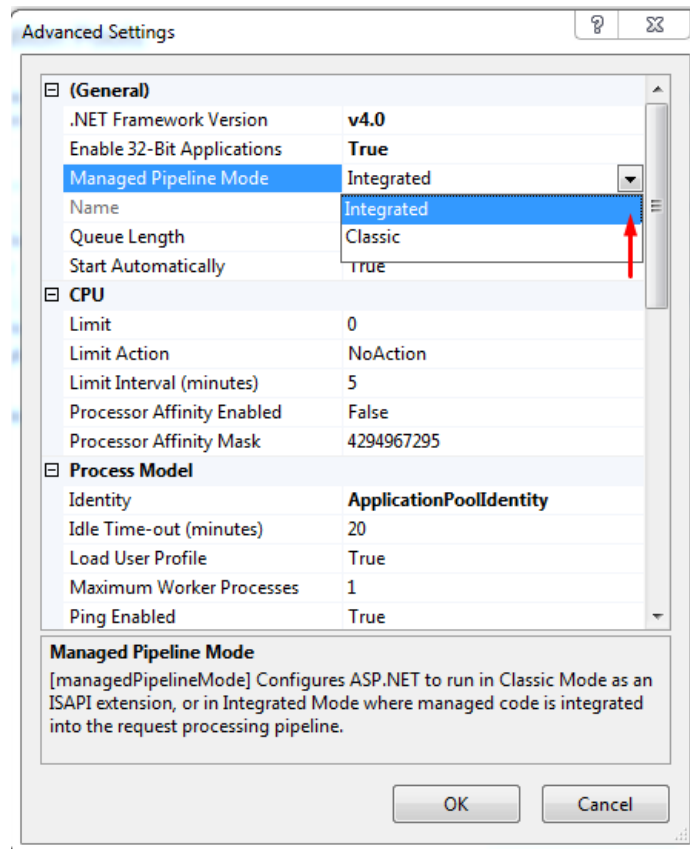 Advanced Settings
(General)
.NET Framework Version v4.0
Enable 32-Bit Applications True
Managed Pipeline Mode Integrated
Name Integrated
Queue Length Classic
Start Automatically True
CPU
Limit 0
Limit Action NoAction
Limit Interval (minutes) 5
Processor Affinity Enabled False
Processor Affinity Mask 4294967295
Process Model
Identity ApplicationPoolIdentity
Idle Time-out (minutes) 20
Load User Profile True
Maximum Worker Processes 1
Ping Enabled True
Managed Pipeline Mode
[managedPipelineMode] Configures ASP.NET to run in Classic Mode as an
ISAPI extension, or in Integrated Mode where managed code is integrated
into the request processing pipeline.
OK Cancel